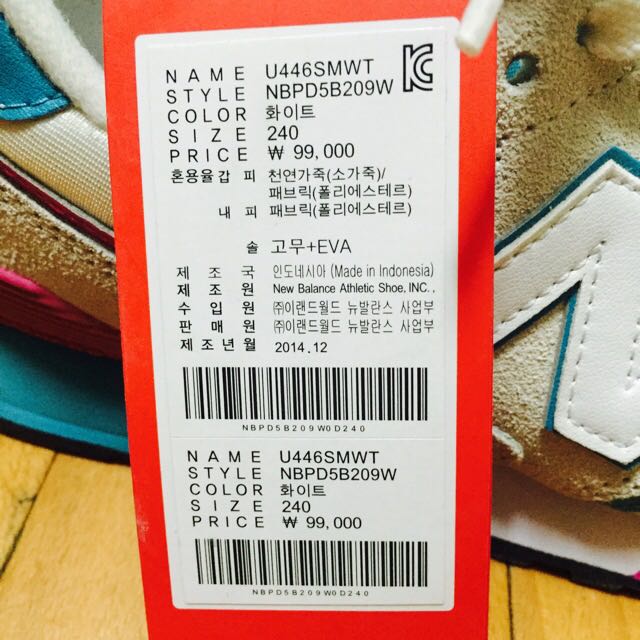 NAME U446SMWT
STYLE NBPD5B209W
COLOR 화이트
SIZE 240
PRICE ₩ 99,000
혼용율 갑 피 천연가죽(소가죽)/
패브릭(폴리에스테르)
내 피 패브릭(폴리에스테르)
솔 고무+EVA
제 조 국 인도네시아 (Made in Indonesia)
제 조 원 New Balance Athletic Shoe, INC.,
수 입 원 ㈜이랜드월드 뉴발란스 사업부
판 매 원 ㈜이랜드월드 뉴발란스 사업부
제조년월 2014.12
NBPD5B209W0D240
NAME U446SMWT
STYLE NBPD5B209W
COLOR 화이트
SIZE 240
PRICE ₩ 99,000
NBPD5B209W0D240